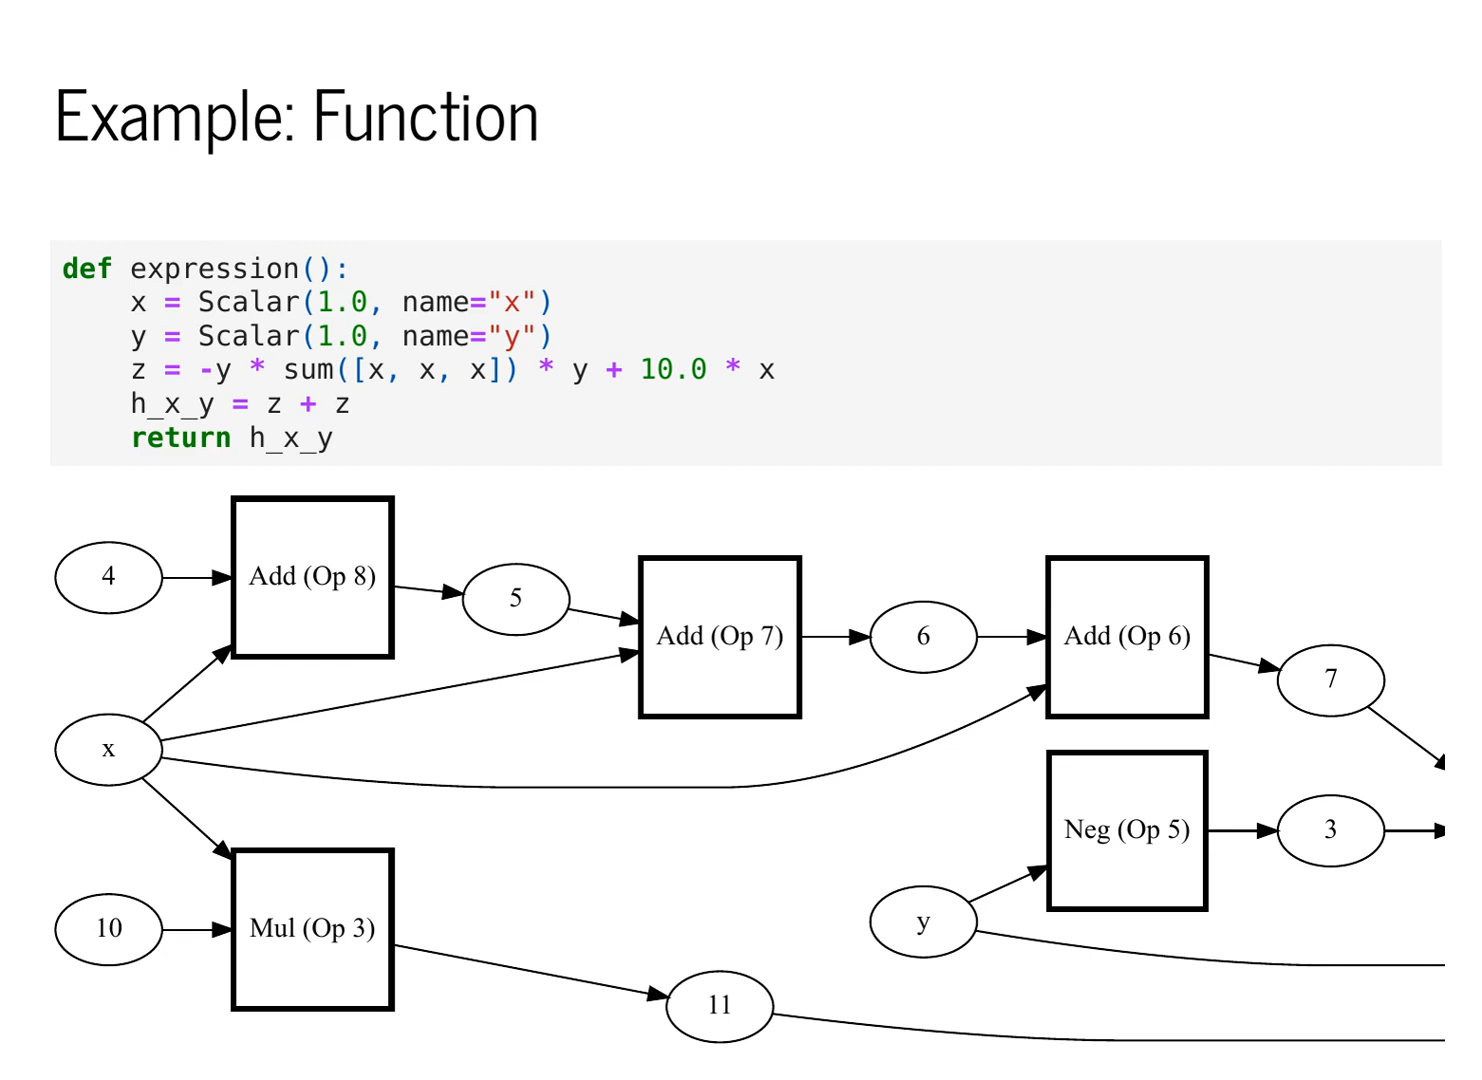 Example: Function
def expression():
    x = Scalar(1.0, name="x")
    y = Scalar(1.0, name="y")
    z = -y * sum([x, x, x]) * y + 10.0 * x
    h_x_y = z + z
    return h_x_y
4
Add (Op 8)
5
Add (Op 7)
6
Add (Op 6)
7
x
Neg (Op 5)
3
y
10
Mul (Op 3)
11